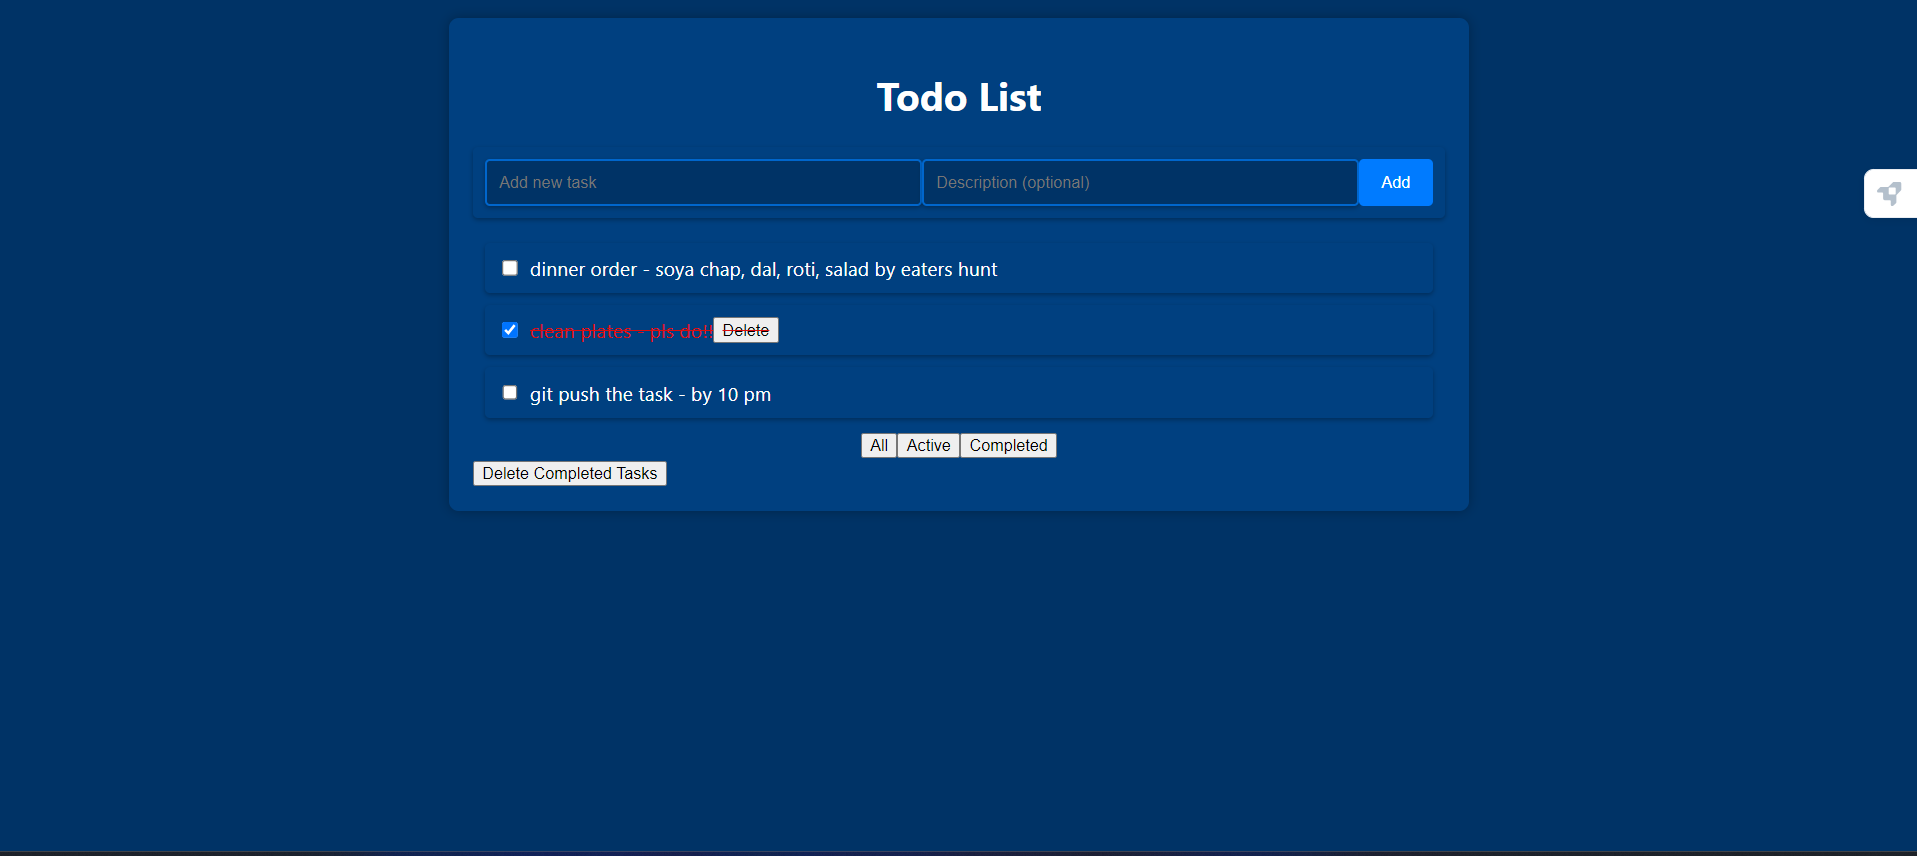 Todo List
Add new task Description (optional) Add
dinner order - soya chap, dal, roti, salad by eaters hunt
clean plates - pls do!! Delete
git push the task - by 10 pm
All Active Completed
Delete Completed Tasks